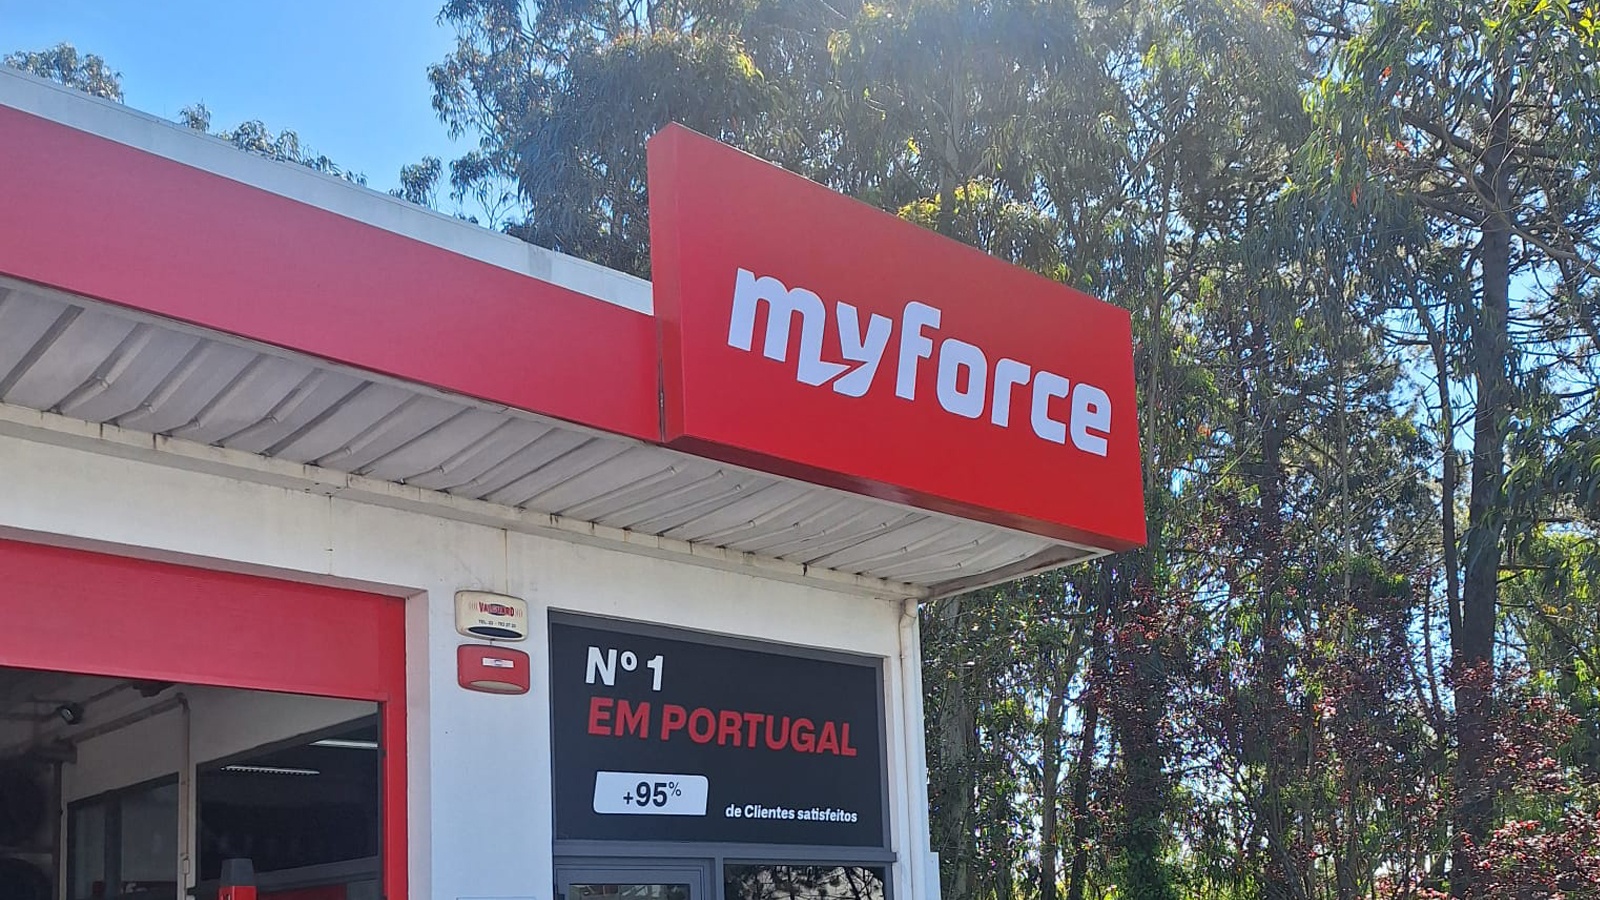 myforce
Nº 1
EM PORTUGAL
+95%
de Clientes satisfeitos